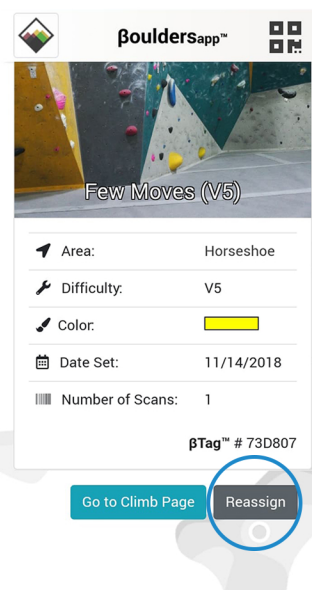 βouldersapp™
Few Moves (V5)
Area: Horseshoe
Difficulty: V5
Color:
Date Set: 11/14/2018
Number of Scans: 1
βTag™ # 73D807
Go to Climb Page Reassign